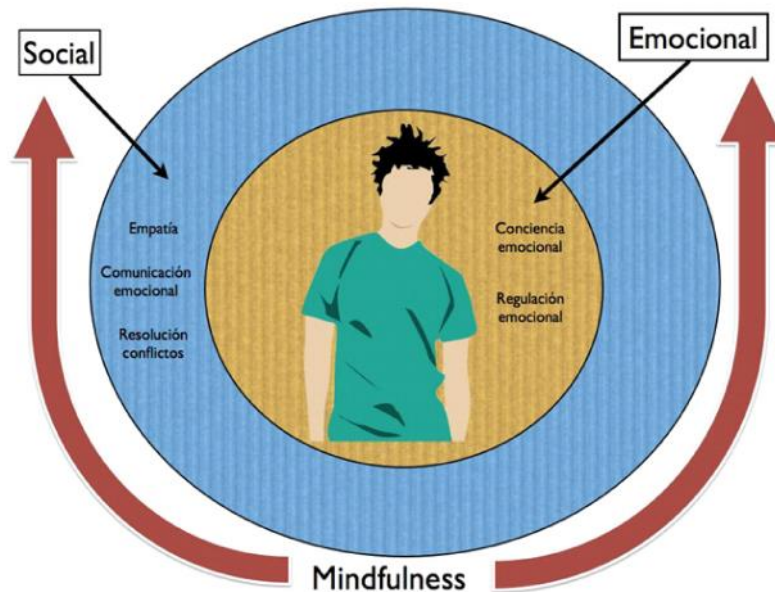 Social
Emocional
Empatía
Comunicación
emocional
Resolución
conflictos
Conciencia
emocional
Regulación
emocional
Mindfulness